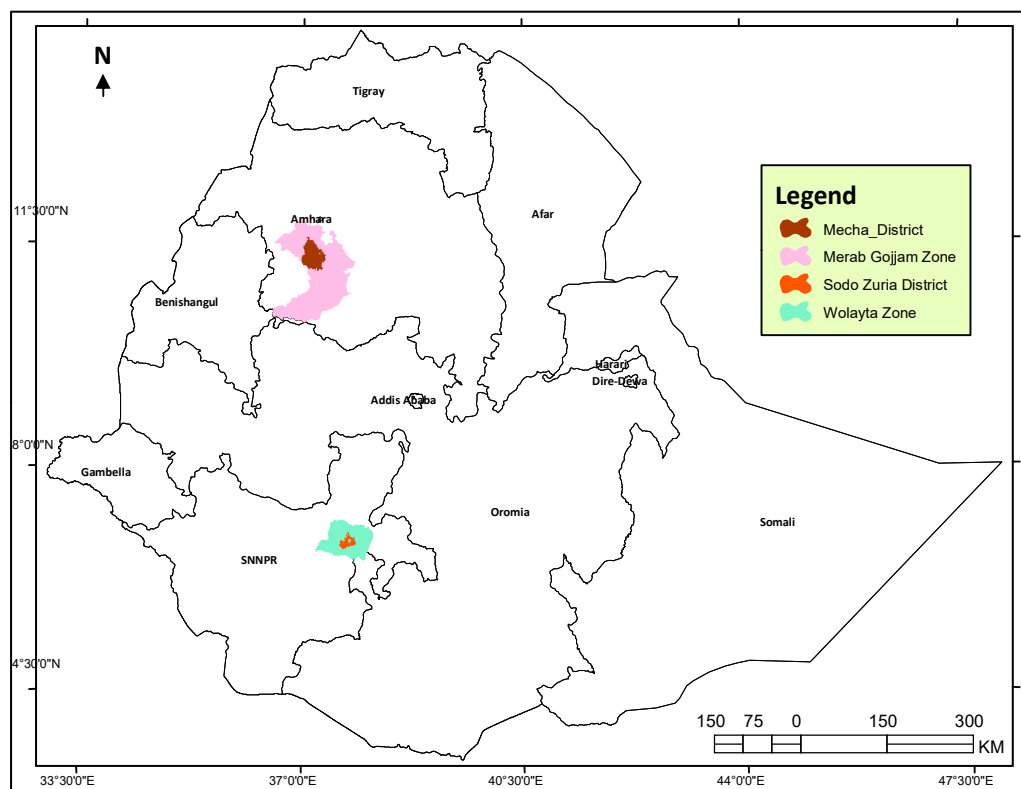 N
Tigray
11°30'0"N
Amhara
Afar
Benishangul
Harari
Dire-Dewa
Addis Ababa
8°0'0"N
Gambella
Oromia
Somali
SNNPR
4°30'0"N
Legend
Mecha_District
Merab Gojjam Zone
Sodo Zuria District
Wolayta Zone
150 75 0 150 300
KM
33°30'0"E 37°0'0"E 40°30'0"E 44°0'0"E 47°30'0"E